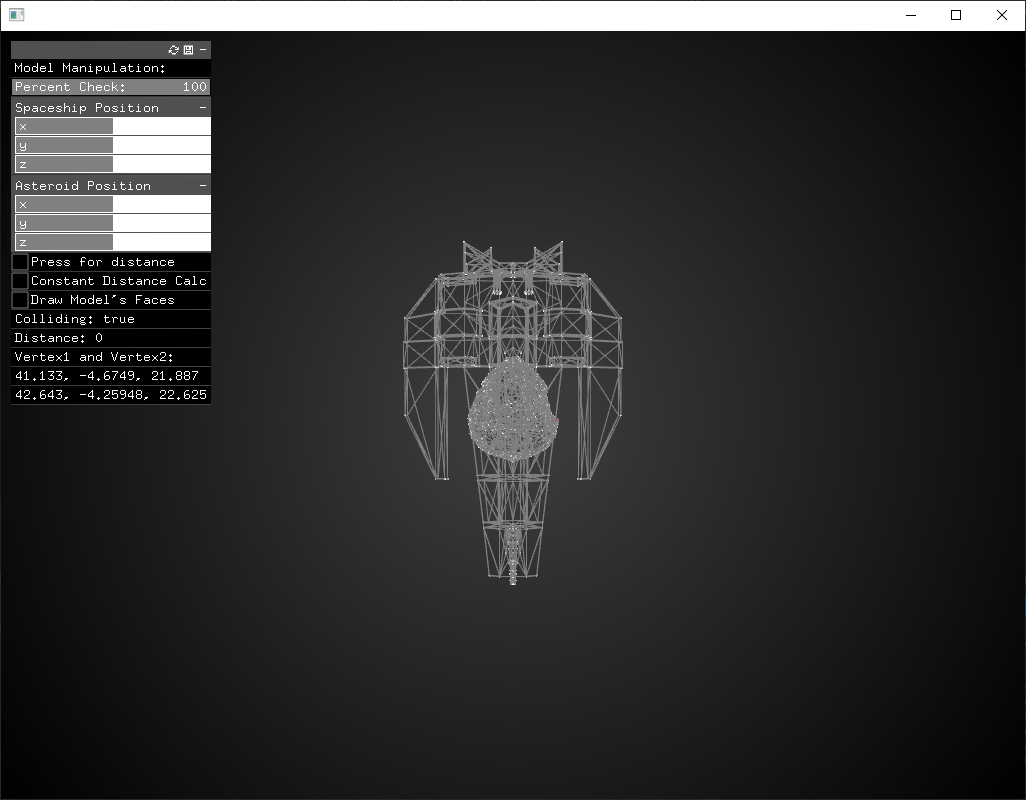 Model Manipulation:
Percent Check: 100
Spaceship Position -
x
y
z
Asteroid Position -
x
y
z
Press for distance
Constant Distance Calc
Draw Model's Faces
Colliding: true
Distance: 0
Vertex1 and Vertex2:
41.133, -4.6749, 21.887
42.643, -4.25948, 22.625